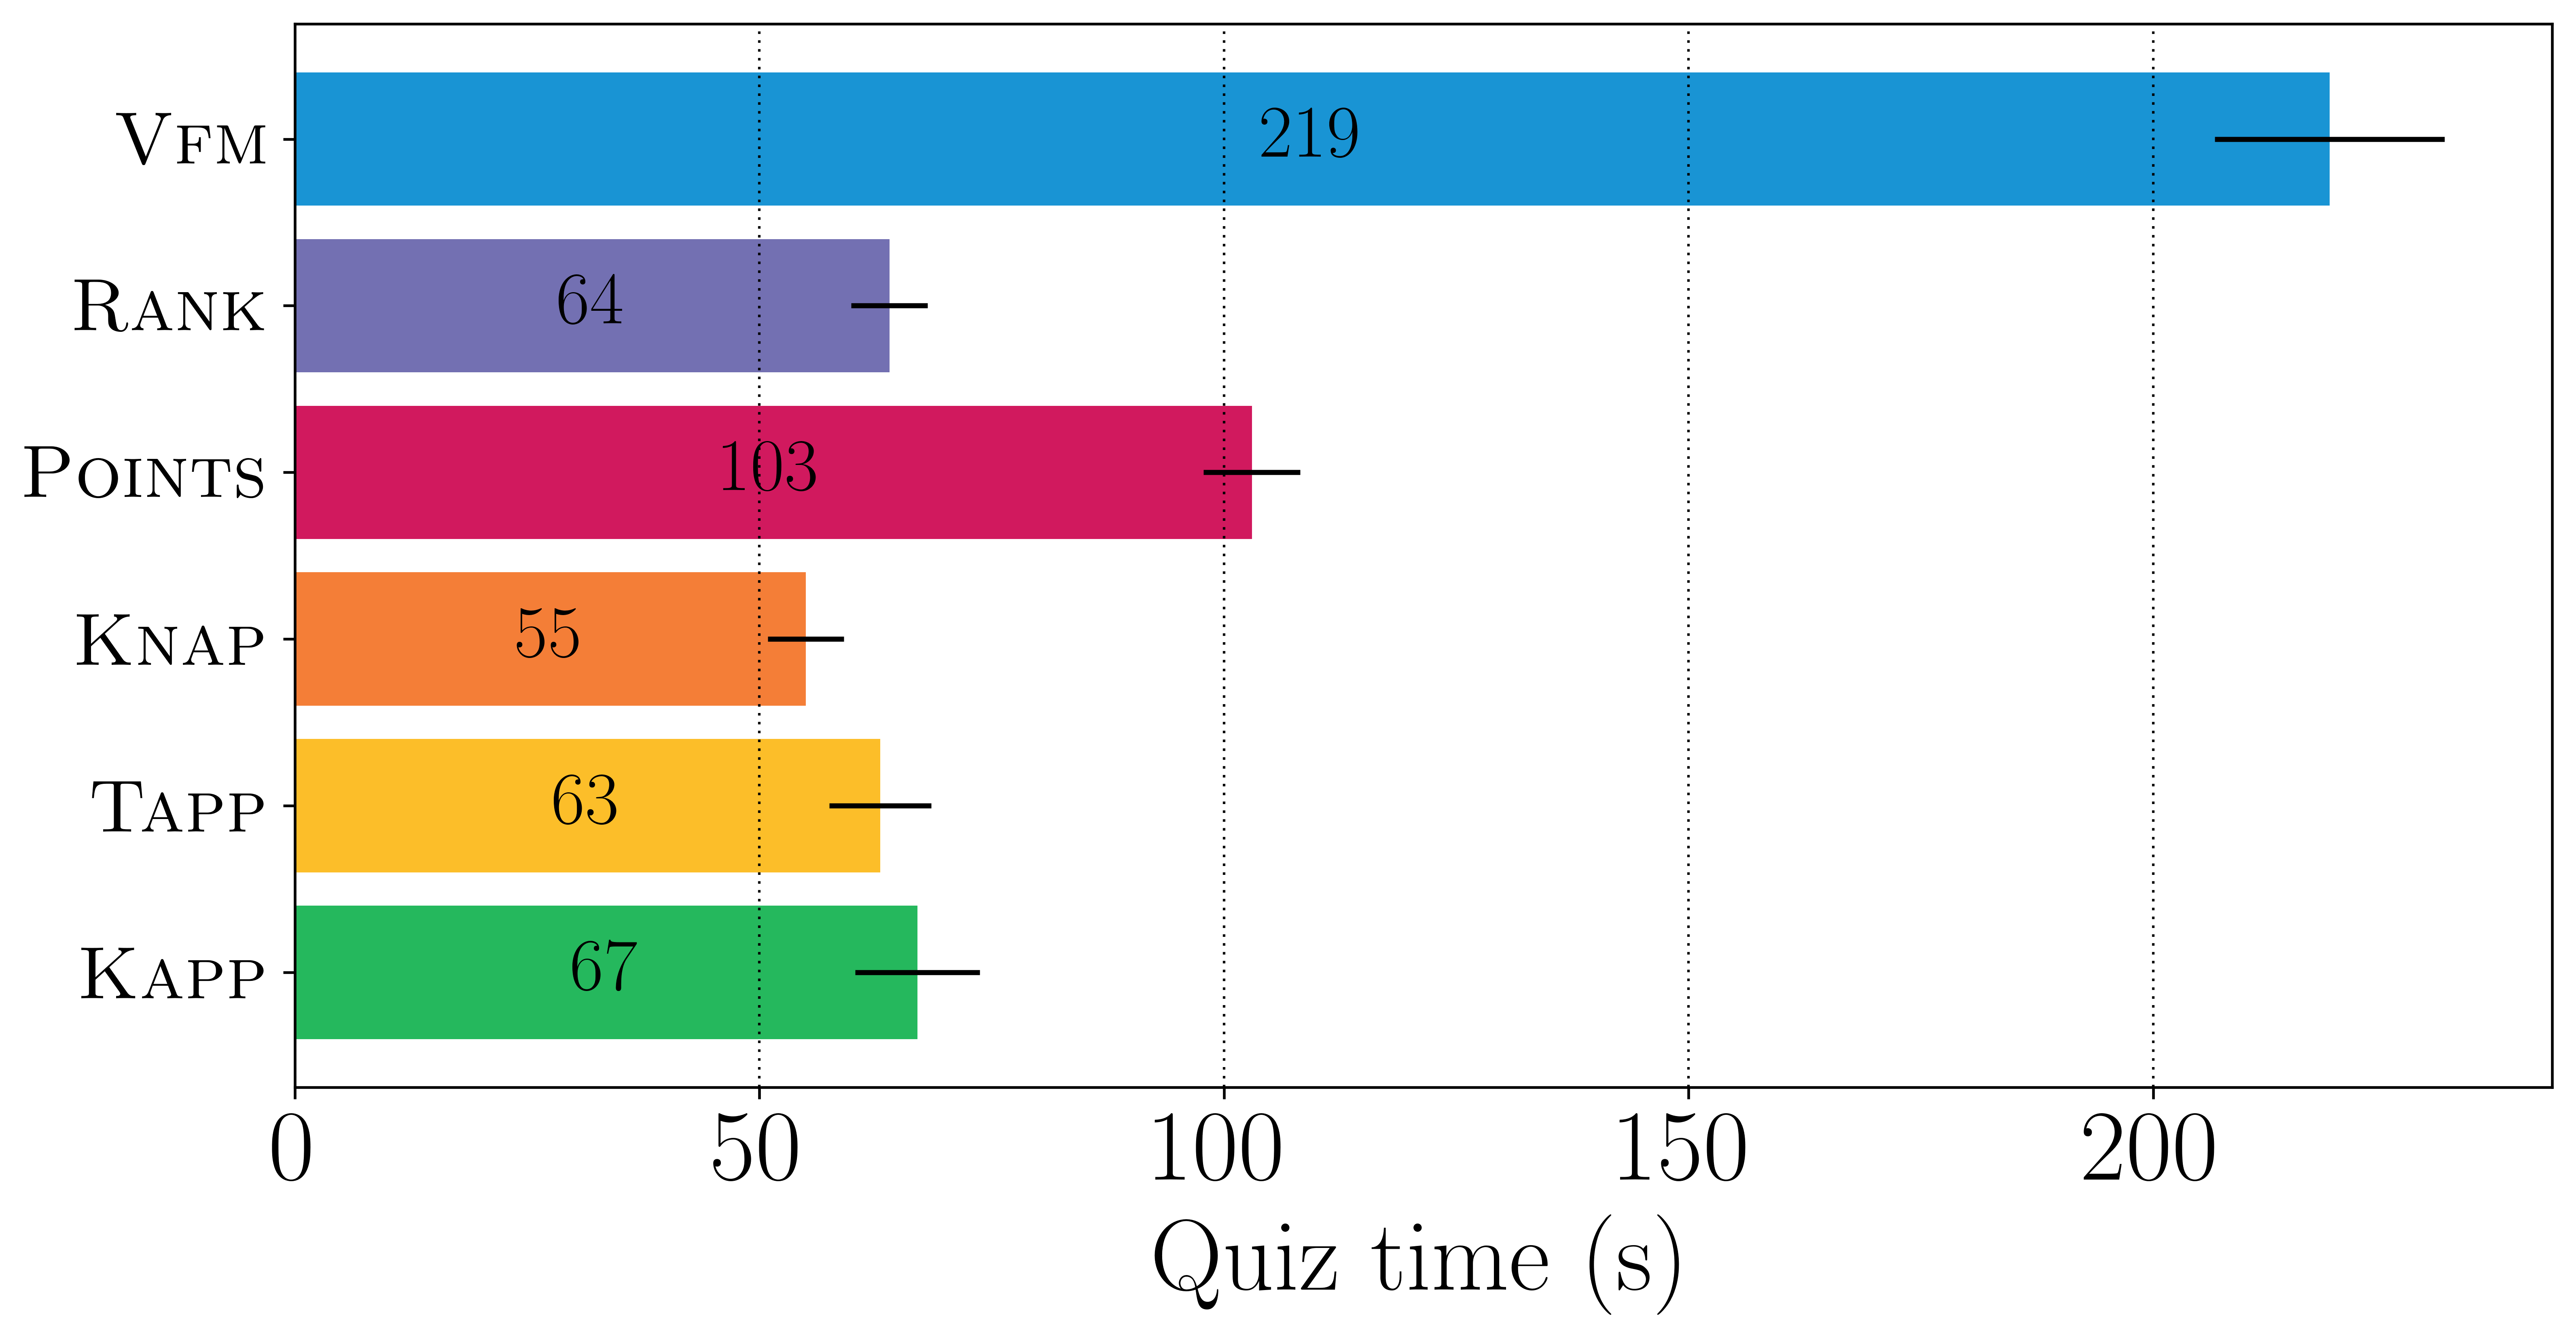 VFM
219
RANK
64
POINTS
103
KNAP
55
TAPP
63
KAPP
67
0 50 100 150 200
Quiz time (s)